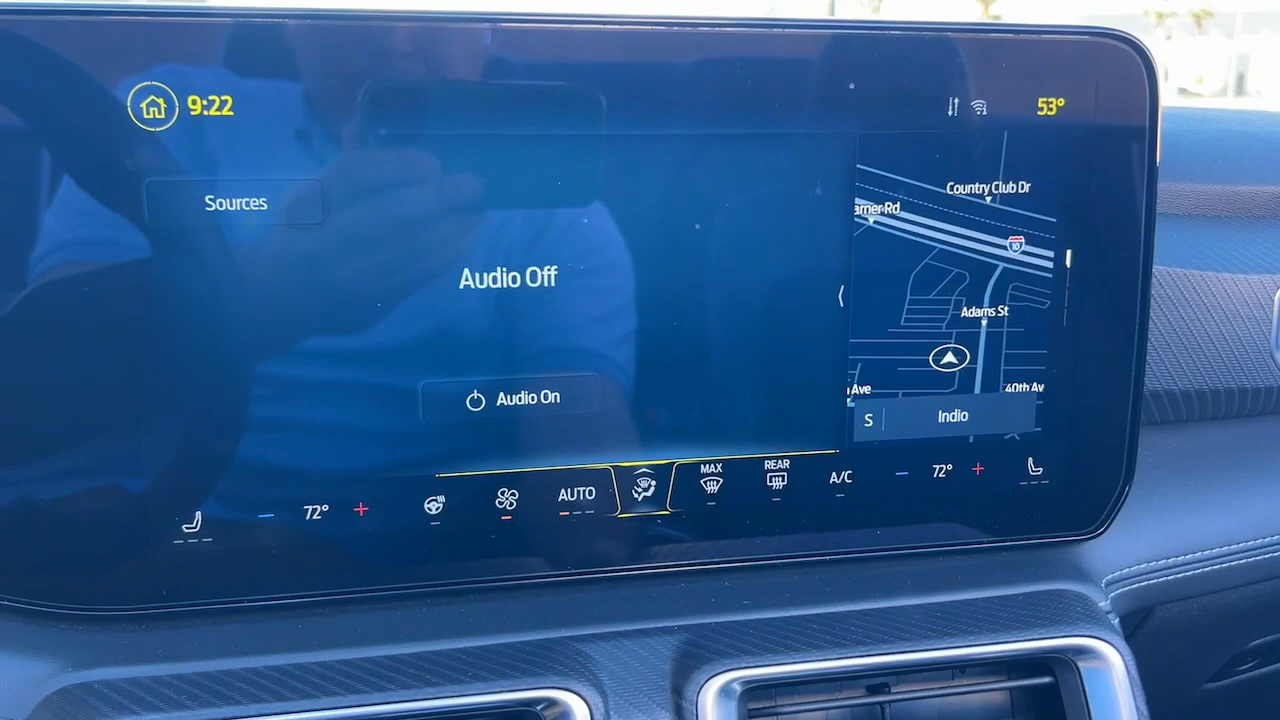 9:22
53°
Sources
Country Club Dr
arner Rd
10
Audio Off
Adams St
Audio On
Ave
40th Av
S
Indio
72°
AUTO
MAX
REAR
A/C
72°